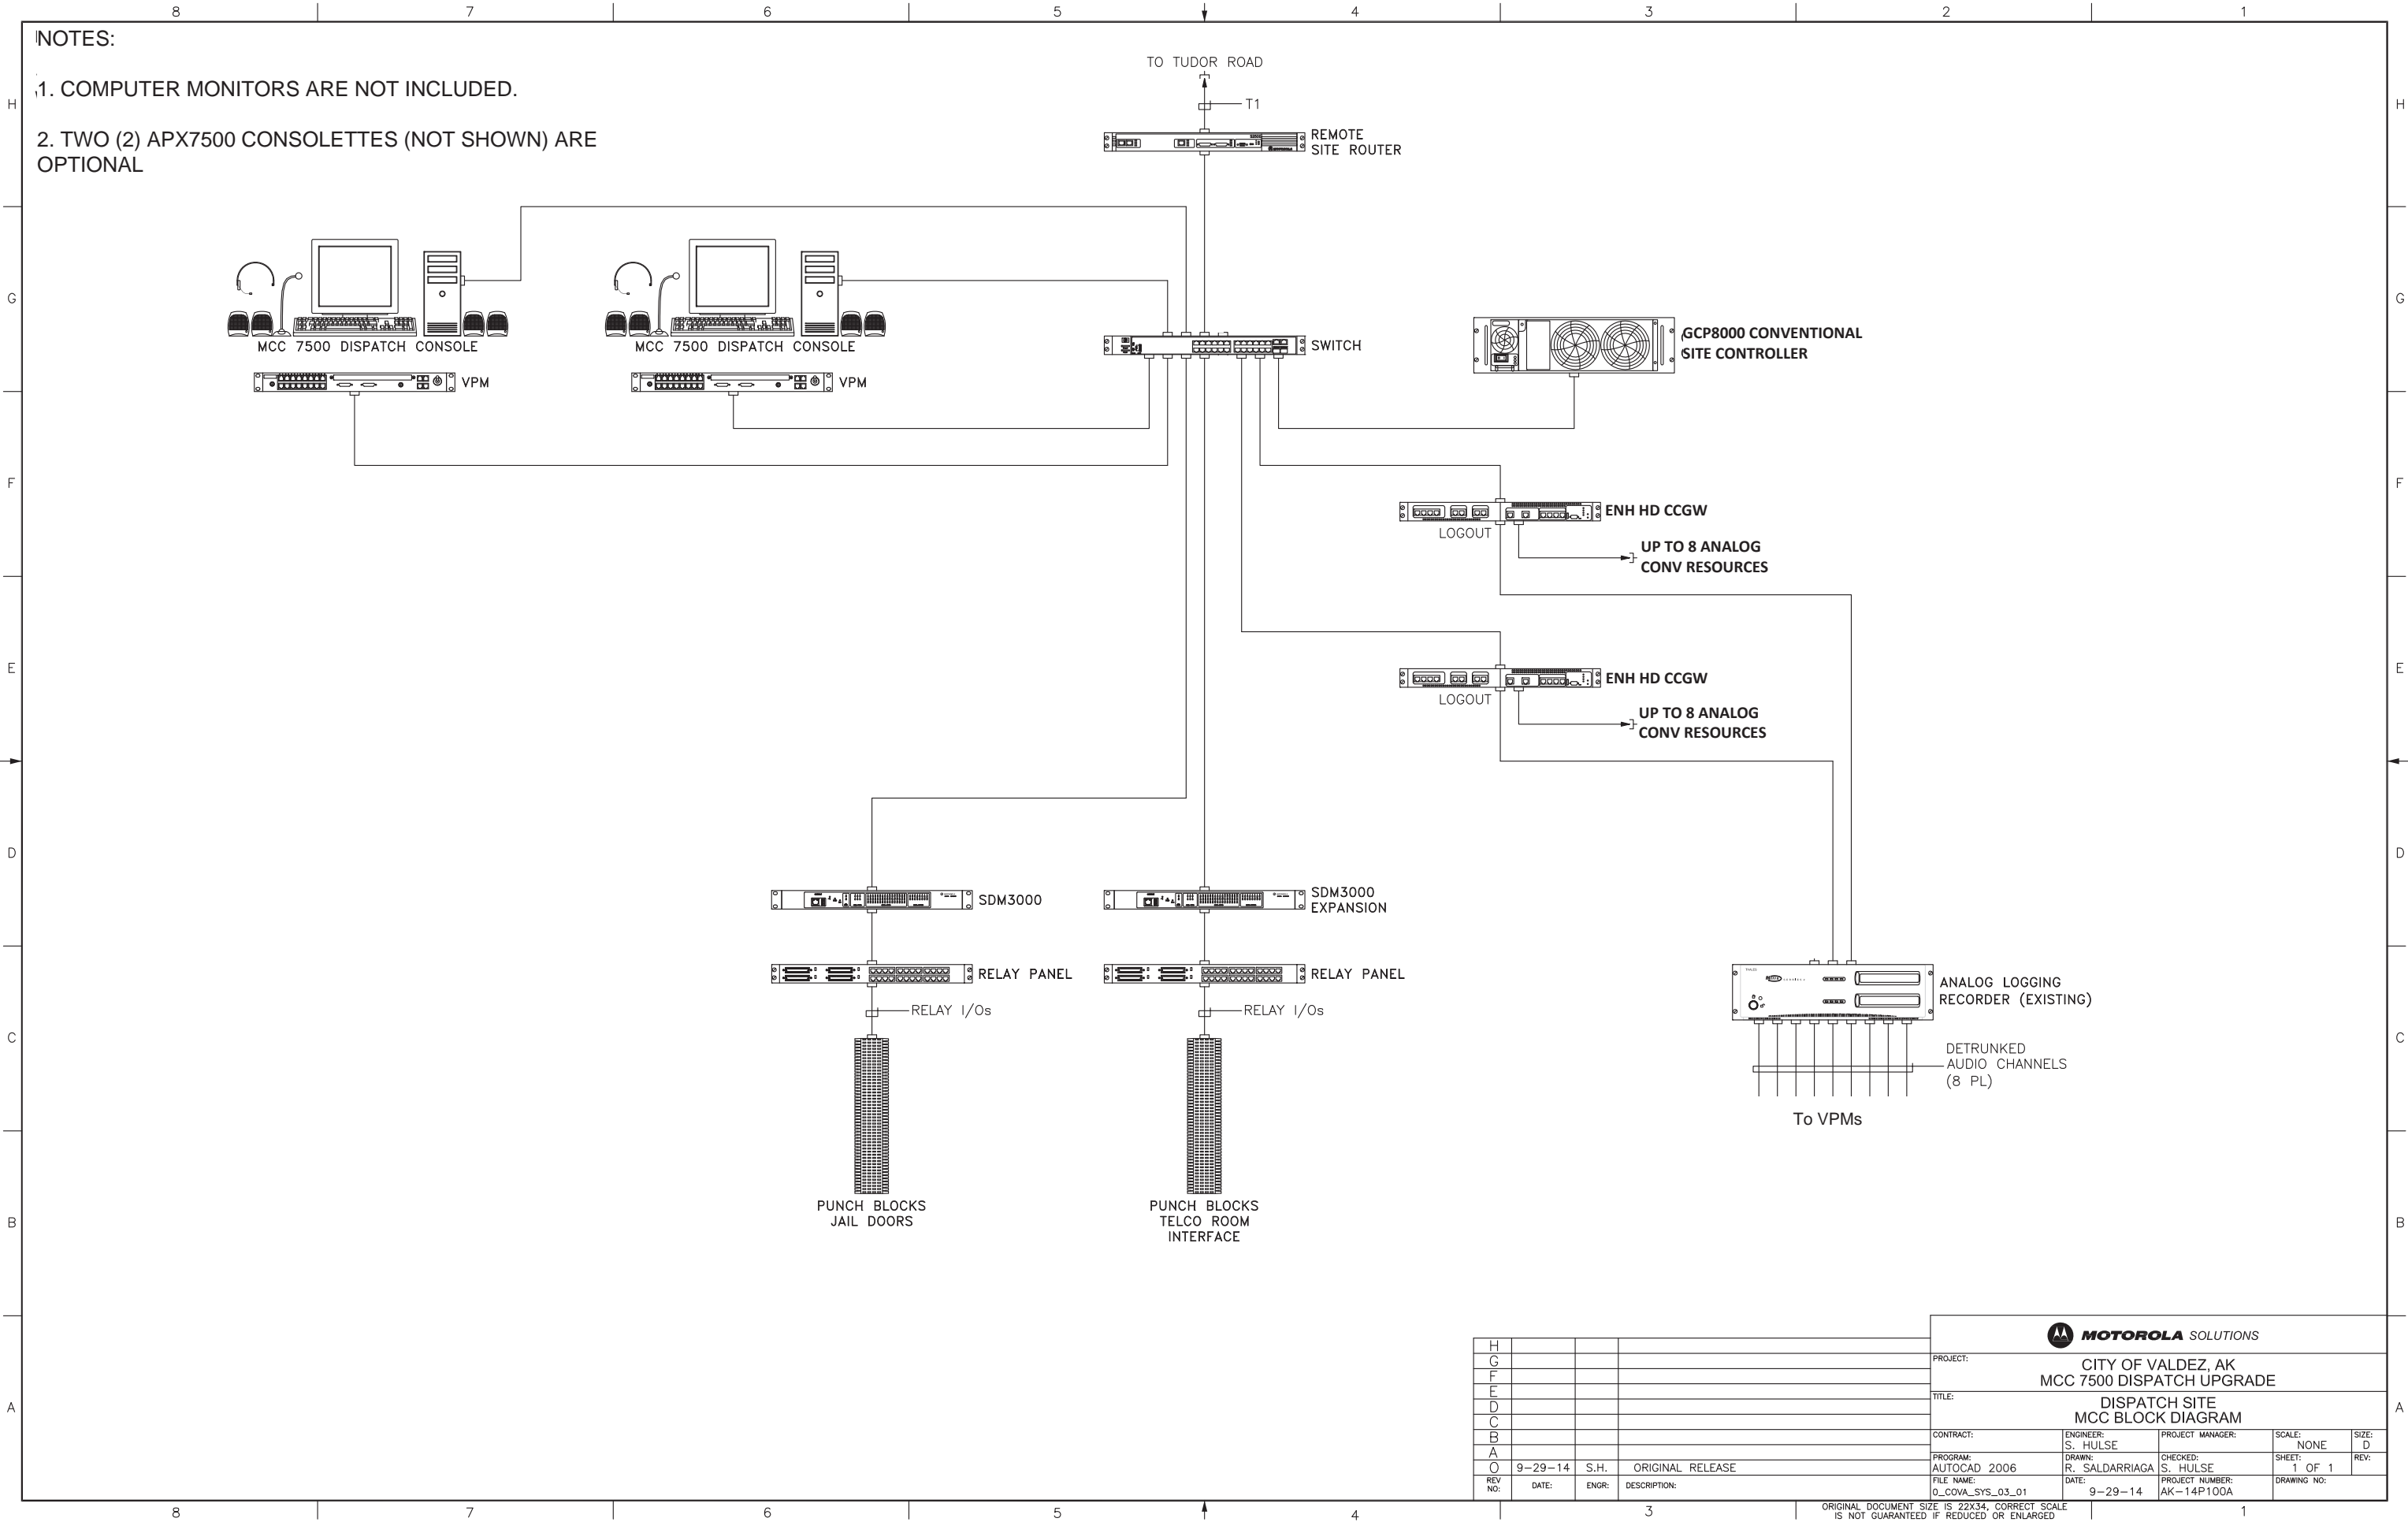 8 7 6 5 4 3 2 1
NOTES:
1. COMPUTER MONITORS ARE NOT INCLUDED.
2. TWO (2) APX7500 CONSOLETTES (NOT SHOWN) ARE
OPTIONAL
TO TUDOR ROAD
T1
REMOTE
SITE ROUTER
H H
G G
F F
E E
D D
C C
B B
A A
MCC 7500 DISPATCH CONSOLE
VPM
MCC 7500 DISPATCH CONSOLE
VPM
SWITCH
GCP8000 CONVENTIONAL
SITE CONTROLLER
ENH HD CCGW
LOGOUT
UP TO 8 ANALOG
CONV RESOURCES
ENH HD CCGW
LOGOUT
UP TO 8 ANALOG
CONV RESOURCES
SDM3000
SDM3000
EXPANSION
RELAY PANEL
RELAY PANEL
RELAY I/Os
RELAY I/Os
PUNCH BLOCKS
JAIL DOORS
PUNCH BLOCKS
TELCO ROOM
INTERFACE
ANALOG LOGGING
RECORDER (EXISTING)
DETRUNKED
AUDIO CHANNELS
(8 PL)
To VPMs
H
G
F
E
D
C
B
A
O 9-29-14 S.H. ORIGINAL RELEASE
REV
NO: DATE: ENGR: DESCRIPTION:
MOTOROLA SOLUTIONS
PROJECT:
CITY OF VALDEZ, AK
MCC 7500 DISPATCH UPGRADE
TITLE:
DISPATCH SITE
MCC BLOCK DIAGRAM
CONTRACT: ENGINEER: PROJECT MANAGER: SCALE: SIZE:
S. HULSE NONE D
PROGRAM: DRAWN: CHECKED: SHEET: REV:
AUTOCAD 2006 R. SALDARRIAGA S. HULSE 1 OF 1
FILE NAME: DATE: PROJECT NUMBER: DRAWING NO:
0_COVA_SYS_03_01 9-29-14 AK-14P100A
8 7 6 5 4 3 2 1
ORIGINAL DOCUMENT SIZE IS 22X34, CORRECT SCALE
IS NOT GUARANTEED IF REDUCED OR ENLARGED